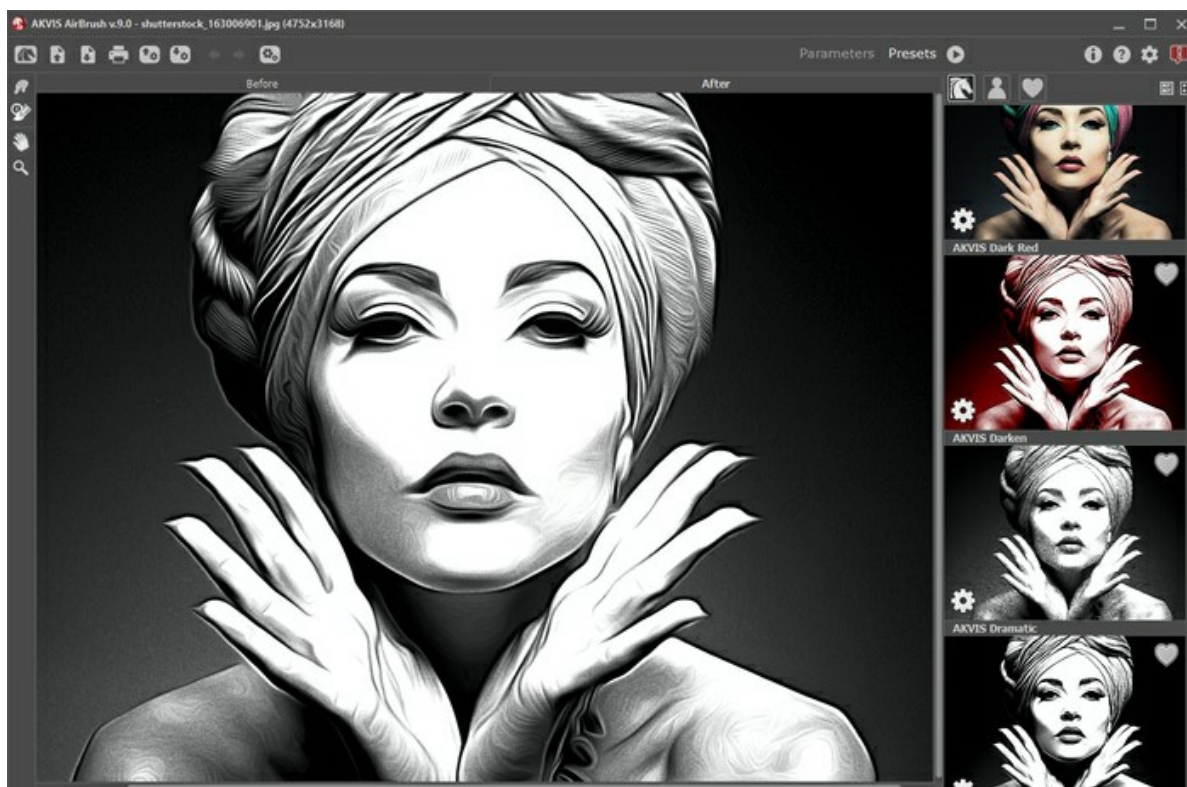 AKVIS AirBrush v.9.0 - shutterstock_163006901.jpg (4752x3168)
Parameters Presets
Before After
AKVIS Dark Red
AKVIS Darken
AKVIS Dramatic